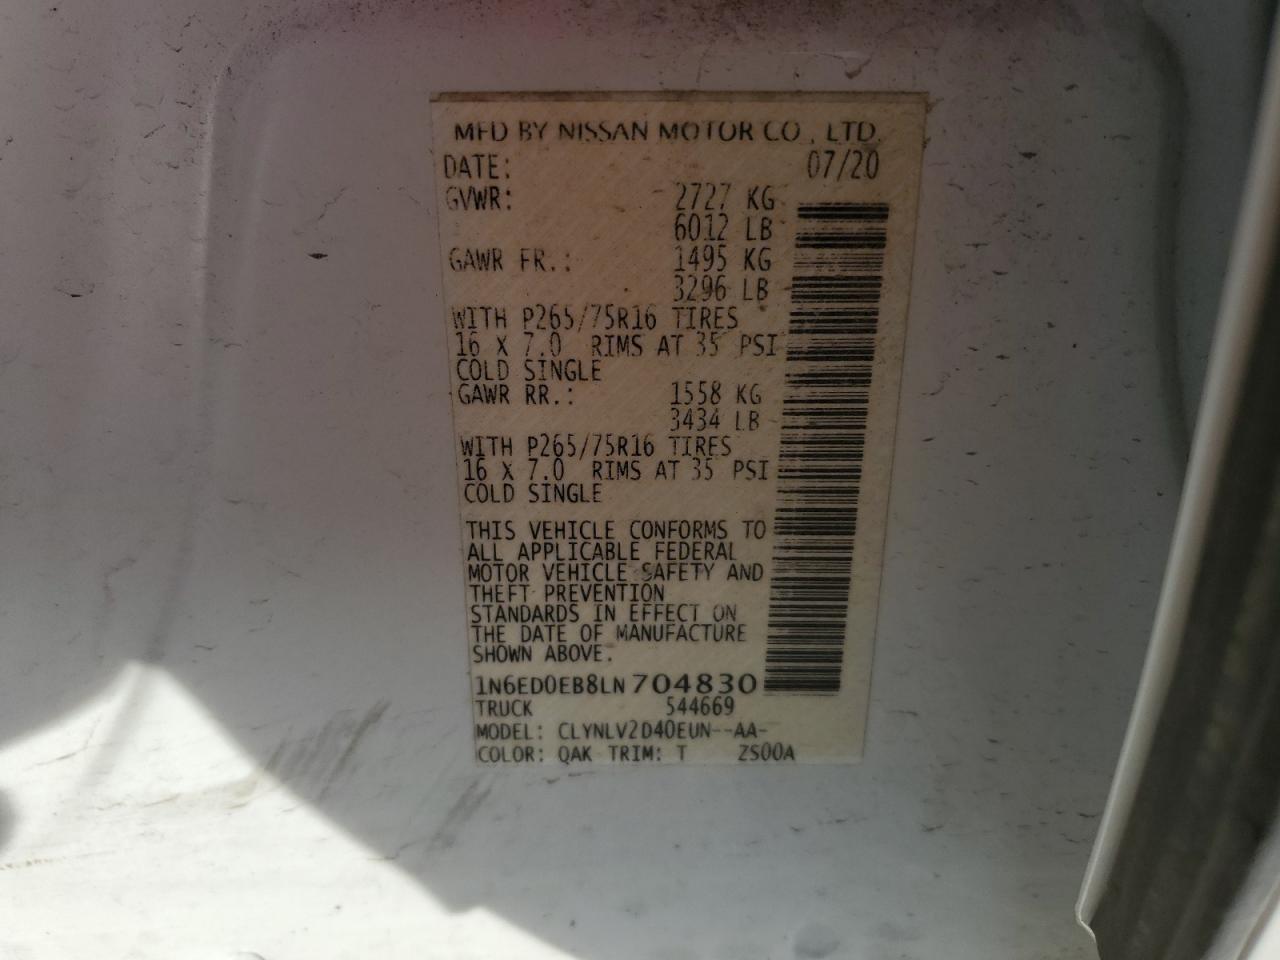 MFD BY NISSAN MOTOR CO., LTD.
DATE: 07/20
GVWR: 2727 KG
6012 LB
GAWR FR.: 1495 KG
3296 LB
WITH P265/75R16 TIRES
16 X 7.0 RIMS AT 35 PSI
COLD SINGLE
GAWR RR.: 1558 KG
3434 LB
WITH P265/75R16 TIRES
16 X 7.0 RIMS AT 35 PSI
COLD SINGLE
THIS VEHICLE CONFORMS TO
ALL APPLICABLE FEDERAL
MOTOR VEHICLE SAFETY AND
THEFT PREVENTION
STANDARDS IN EFFECT ON
THE DATE OF MANUFACTURE
SHOWN ABOVE.
1N6ED0EB8LN704830
TRUCK 544669
MODEL: CLYNLV2D40EUN--AA-
COLOR: QAK TRIM: T ZS00A